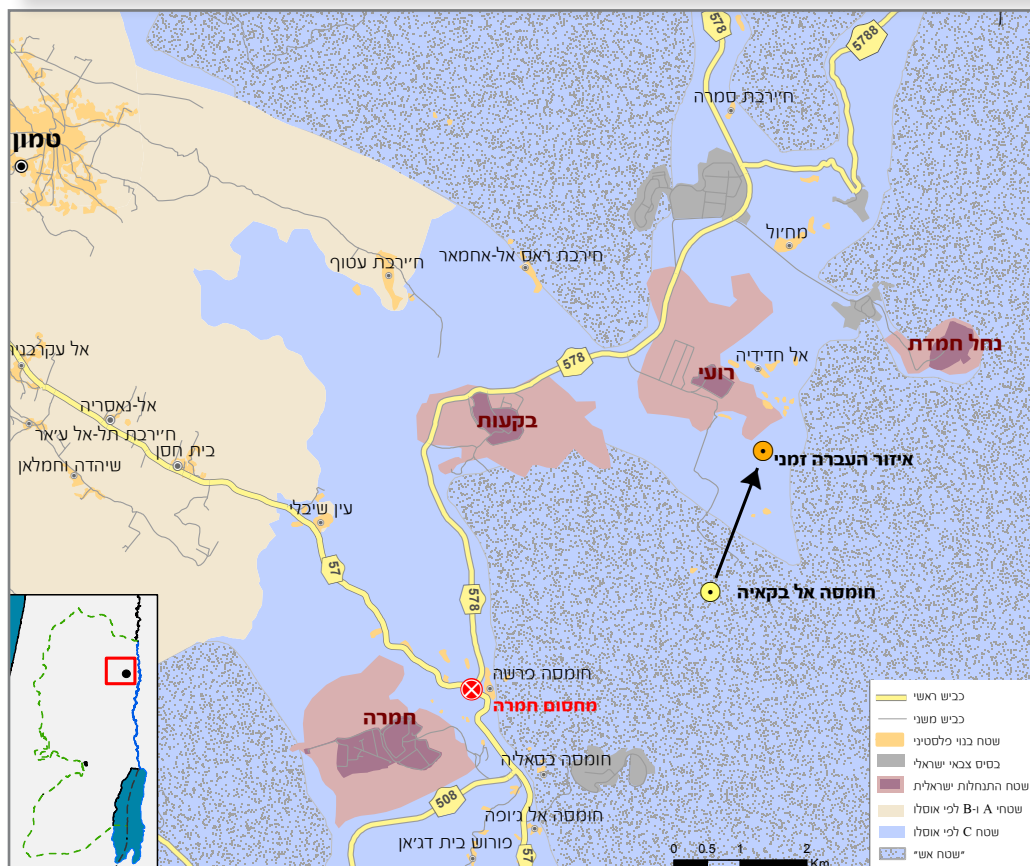 578
5788
ח'ירבת סמרה
טמון
מח'ול
חירבת ראס אל-אחמאר
ח'ירבת עטוף
נחל חמדת
אל עקרבניה
578
אל חדידיה
רועי
אל-נאסריה
בקעות
ח'ירבת תל-אל ע'אר
בית חסן
שיהדה וחמלאן
איזור העברה זמני
עין שיבלי
57
578
חומסה אל בקאיה
חומסה פרשה
מחסום חמרה
חמרה
חומסה בסאליה
508
חומסה אל ג'ופה
פורוש בית דג'אן
57
כביש ראשי
כביש משני
שטח בנוי פלסטיני
בסיס צבאי ישראלי
שטח התנחלות ישראלית
שטחי A ו-B לפי אוסלו
שטח C לפי אוסלו
"שטח אש"
0 0.5 1 2
Km